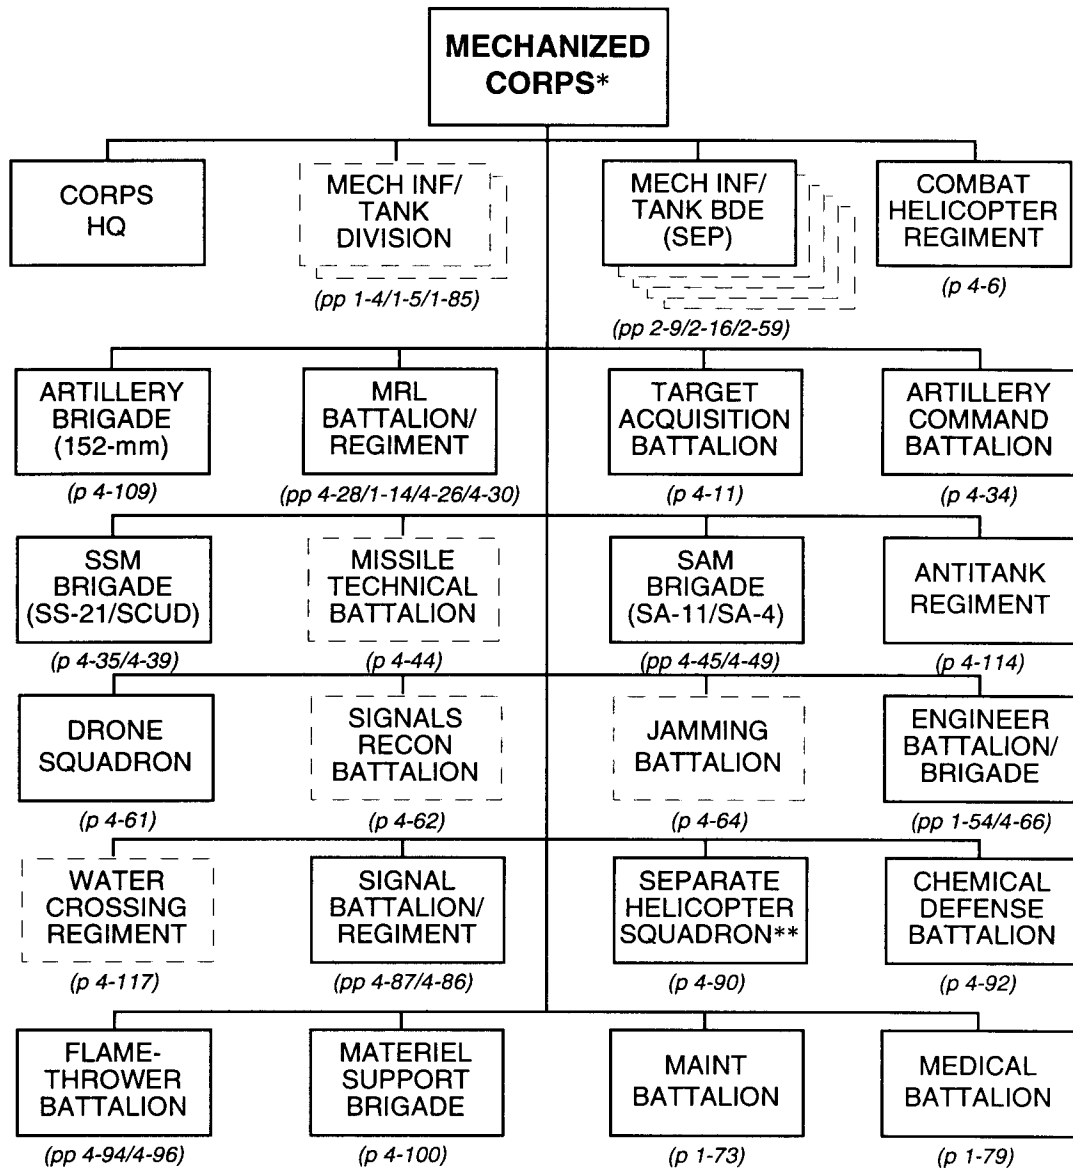 MECHANIZED
CORPS*
CORPS
HQ
MECH INF/
TANK
DIVISION
(pp 1-4/1-5/1-85)
MECH INF/
TANK BDE
(SEP)
(pp 2-9/2-16/2-59)
COMBAT
HELICOPTER
REGIMENT
(p 4-6)
ARTILLERY
BRIGADE
(152-mm)
(p 4-109)
MRL
BATTALION/
REGIMENT
(pp 4-28/1-14/4-26/4-30)
TARGET
ACQUISITION
BATTALION
(p 4-11)
ARTILLERY
COMMAND
BATTALION
(p 4-34)
SSM
BRIGADE
(SS-21/SCUD)
(p 4-35/4-39)
MISSILE
TECHNICAL
BATTALION
(p 4-44)
SAM
BRIGADE
(SA-11/SA-4)
(pp 4-45/4-49)
ANTITANK
REGIMENT
(p 4-114)
DRONE
SQUADRON
(p 4-61)
SIGNALS
RECON
BATTALION
(p 4-62)
JAMMING
BATTALION
(p 4-64)
ENGINEER
BATTALION/
BRIGADE
(pp 1-54/4-66)
WATER
CROSSING
REGIMENT
(p 4-117)
SIGNAL
BATTALION/
REGIMENT
(pp 4-87/4-86)
SEPARATE
HELICOPTER
SQUADRON**
(p 4-90)
CHEMICAL
DEFENSE
BATTALION
(p 4-92)
FLAME-
THROWER
BATTALION
(pp 4-94/4-96)
MATERIEL
SUPPORT
BRIGADE
(p 4-100)
MAINT
BATTALION
(p 1-73)
MEDICAL
BATTALION
(p 1-79)